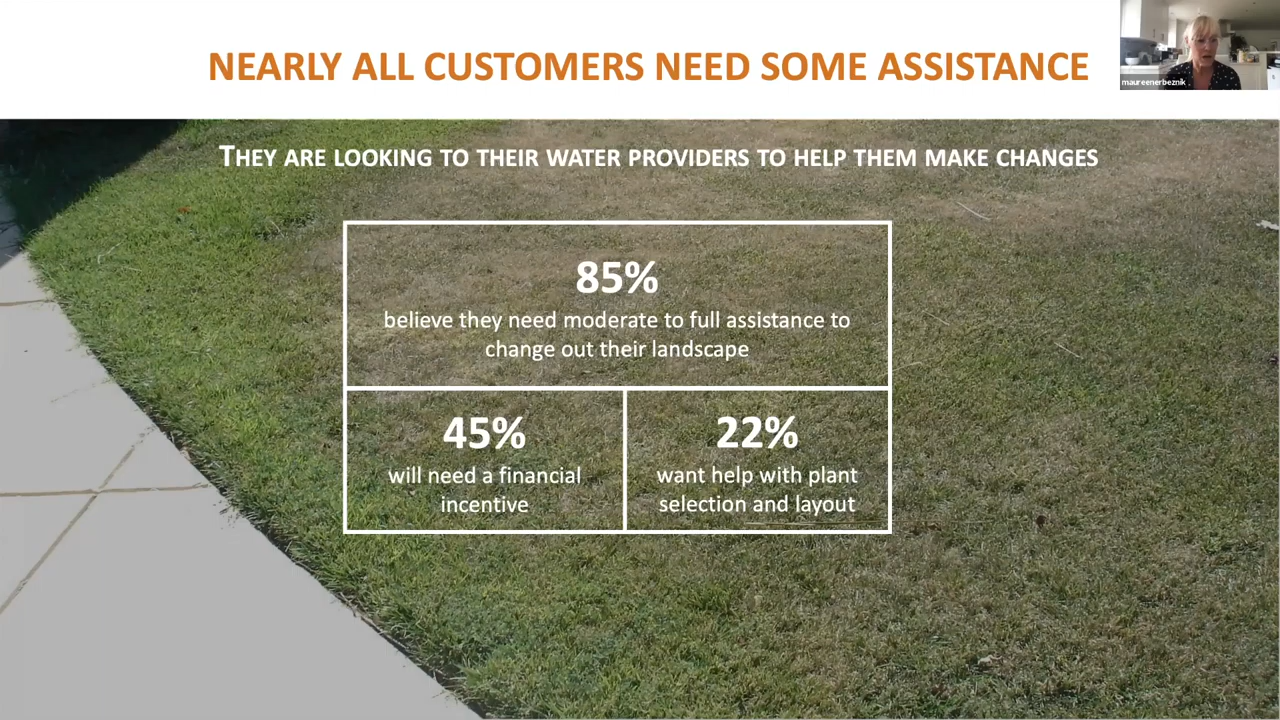 NEARLY ALL CUSTOMERS NEED SOME ASSISTANCE
maureenerbeznik
THEY ARE LOOKING TO THEIR WATER PROVIDERS TO HELP THEM MAKE CHANGES
85%
believe they need moderate to full assistance to
change out their landscape
45%
will need a financial
incentive
22%
want help with plant
selection and layout